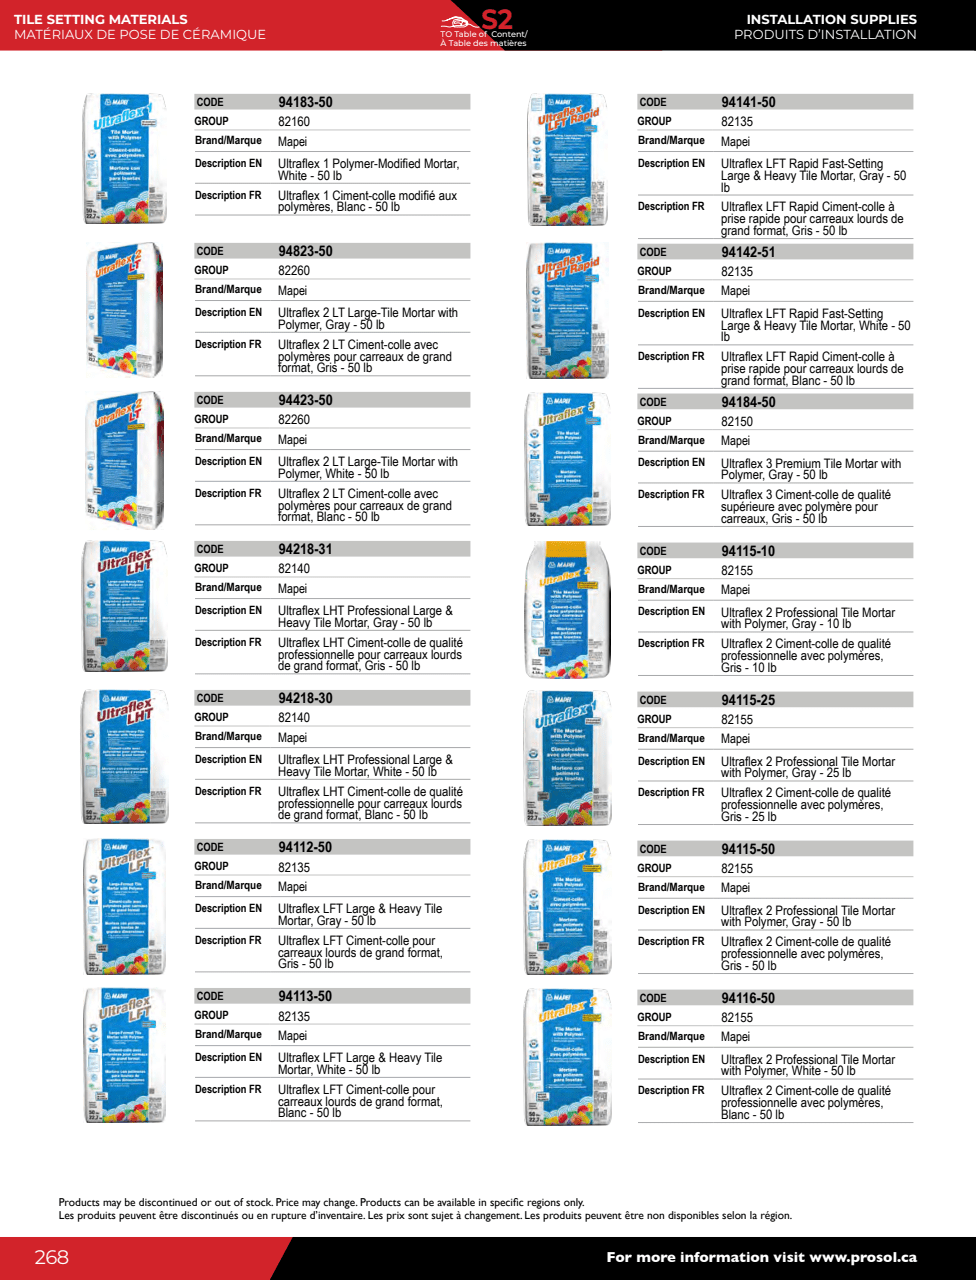 TILE SETTING MATERIALS
MATÉRIAUX DE POSE DE CÉRAMIQUE
S2
TO Table of Content/
À Table des matières
INSTALLATION SUPPLIES
PRODUITS D'INSTALLATION
CODE 94183-50
GROUP 82160
Brand/Marque Mapei
Description EN Ultraflex 1 Polymer-Modified Mortar,
White - 50 lb
Description FR Ultraflex 1 Ciment-colle modifié aux
polymères, Blanc - 50 lb
CODE 94823-50
GROUP 82260
Brand/Marque Mapei
Description EN Ultraflex 2 LT Large-Tile Mortar with
Polymer, Gray - 50 lb
Description FR Ultraflex 2 LT Ciment-colle avec
polymères pour carreaux de grand
format, Gris - 50 lb
CODE 94423-50
GROUP 82260
Brand/Marque Mapei
Description EN Ultraflex 2 LT Large-Tile Mortar with
Polymer, White - 50 lb
Description FR Ultraflex 2 LT Ciment-colle avec
polymères pour carreaux de grand
format, Blanc - 50 lb
CODE 94218-31
GROUP 82140
Brand/Marque Mapei
Description EN Ultraflex LHT Professional Large &
Heavy Tile Mortar, Gray - 50 lb
Description FR Ultraflex LHT Ciment-colle de qualité
professionnelle pour carreaux lourds
de grand format, Gris - 50 lb
CODE 94218-30
GROUP 82140
Brand/Marque Mapei
Description EN Ultraflex LHT Professional Large &
Heavy Tile Mortar, White - 50 lb
Description FR Ultraflex LHT Ciment-colle de qualité
professionnelle pour carreaux lourds
de grand format, Blanc - 50 lb
CODE 94112-50
GROUP 82135
Brand/Marque Mapei
Description EN Ultraflex LFT Large & Heavy Tile
Mortar, Gray - 50 lb
Description FR Ultraflex LFT Ciment-colle pour
carreaux lourds de grand format,
Gris - 50 lb
CODE 94113-50
GROUP 82135
Brand/Marque Mapei
Description EN Ultraflex LFT Large & Heavy Tile
Mortar, White - 50 lb
Description FR Ultraflex LFT Ciment-colle pour
carreaux lourds de grand format,
Blanc - 50 lb
CODE 94141-50
GROUP 82135
Brand/Marque Mapei
Description EN Ultraflex LFT Rapid Fast-Setting
Large & Heavy Tile Mortar, Gray - 50
lb
Description FR Ultraflex LFT Rapid Ciment-colle à
prise rapide pour carreaux lourds de
grand format, Gris - 50 lb
CODE 94142-51
GROUP 82135
Brand/Marque Mapei
Description EN Ultraflex LFT Rapid Fast-Setting
Large & Heavy Tile Mortar, White - 50
lb
Description FR Ultraflex LFT Rapid Ciment-colle à
prise rapide pour carreaux lourds de
grand format, Blanc - 50 lb
CODE 94184-50
GROUP 82150
Brand/Marque Mapei
Description EN Ultraflex 3 Premium Tile Mortar with
Polymer, Gray - 50 lb
Description FR Ultraflex 3 Ciment-colle de qualité
supérieure avec polymère pour
carreaux, Gris - 50 lb
CODE 94115-10
GROUP 82155
Brand/Marque Mapei
Description EN Ultraflex 2 Professional Tile Mortar
with Polymer, Gray - 10 lb
Description FR Ultraflex 2 Ciment-colle de qualité
professionnelle avec polymères,
Gris - 10 lb
CODE 94115-25
GROUP 82155
Brand/Marque Mapei
Description EN Ultraflex 2 Professional Tile Mortar
with Polymer, Gray - 25 lb
Description FR Ultraflex 2 Ciment-colle de qualité
professionnelle avec polymères,
Gris - 25 lb
CODE 94115-50
GROUP 82155
Brand/Marque Mapei
Description EN Ultraflex 2 Professional Tile Mortar
with Polymer, Gray - 50 lb
Description FR Ultraflex 2 Ciment-colle de qualité
professionnelle avec polymères,
Gris - 50 lb
CODE 94116-50
GROUP 82155
Brand/Marque Mapei
Description EN Ultraflex 2 Professional Tile Mortar
with Polymer, White - 50 lb
Description FR Ultraflex 2 Ciment-colle de qualité
professionnelle avec polymères,
Blanc - 50 lb
Products may be discontinued or out of stock. Price may change. Products can be available in specific regions only.
Les produits peuvent être discontinués ou en rupture d'inventaire. Les prix sont sujet à changement. Les produits peuvent être non disponibles selon la région.
268
For more information visit www.prosol.ca